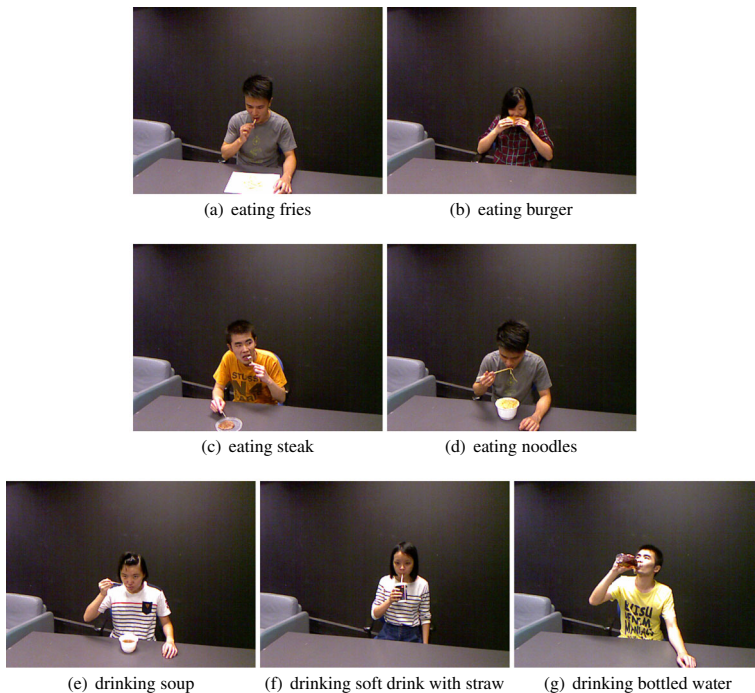 (a) eating fries
(b) eating burger
(c) eating steak
(d) eating noodles
(e) drinking soup
(f) drinking soft drink with straw
(g) drinking bottled water